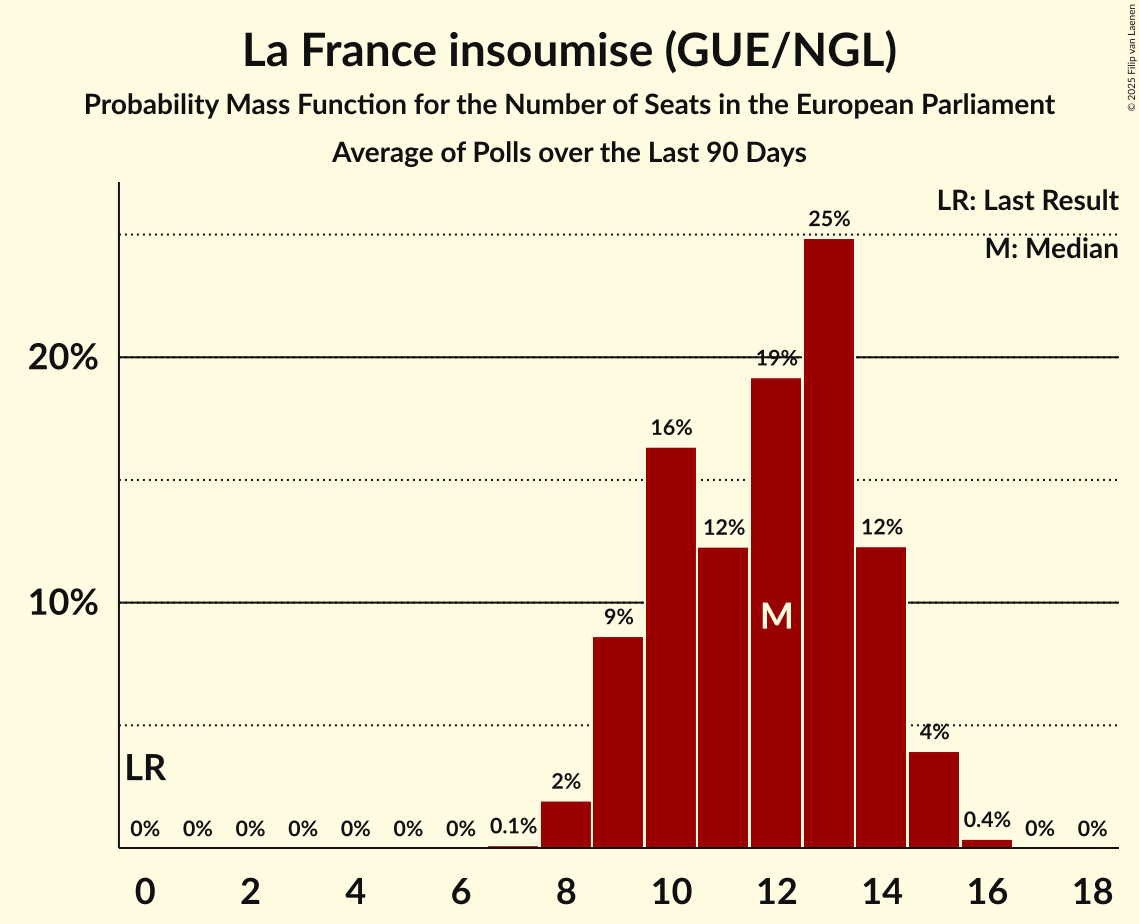 La France insoumise (GUE/NGL)
Probability Mass Function for the Number of Seats in the European Parliament
Average of Polls over the Last 90 Days
© 2025 Filip van Laenen
LR: Last Result
M: Median
25%
20%
19%
16%
12%
12%
10%
9%
M
4%
LR
2%
0% 0% 0% 0% 0% 0% 0% 0.1% 0.4% 0% 0%
0 2 4 6 8 10 12 14 16 18